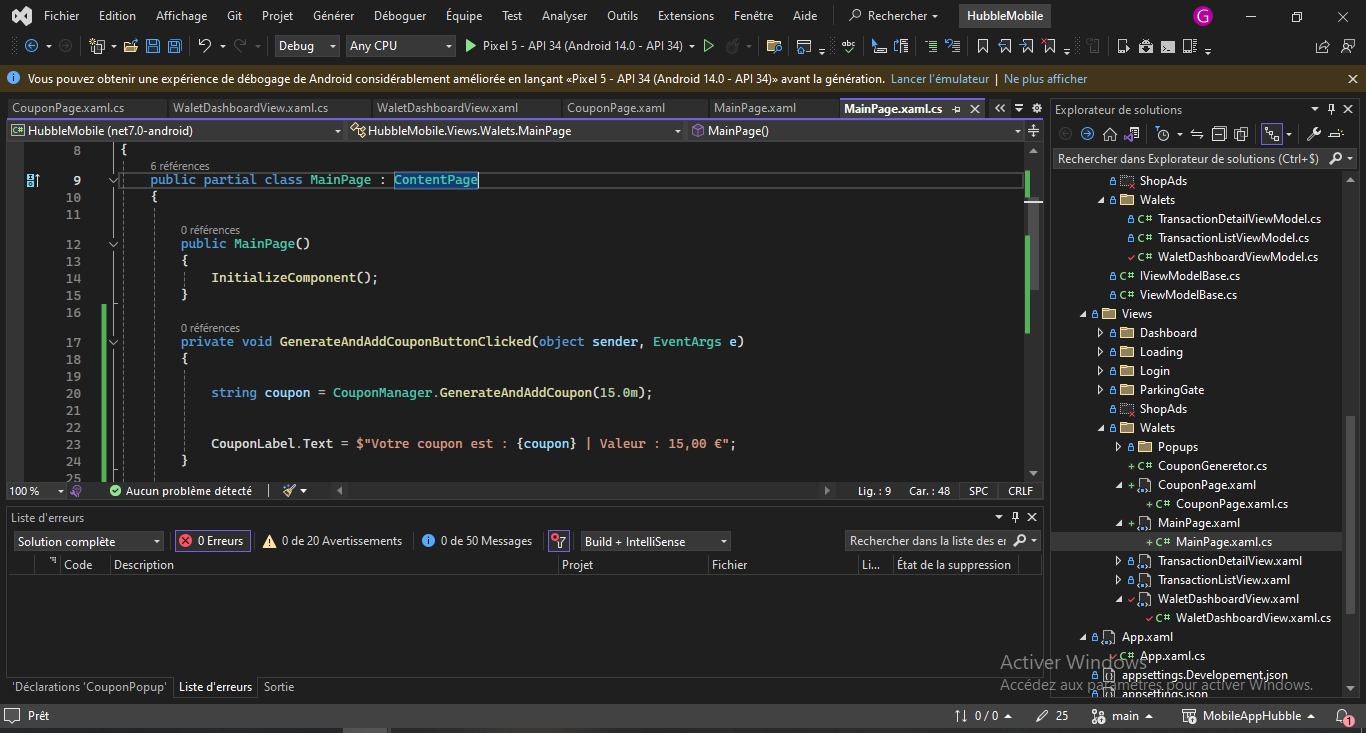 Fichier Edition Affichage Git Projet Générer Déboguer Équipe Test Analyser Outils Extensions Fenêtre Aide Rechercher HubbleMobile G
Debug Any CPU Pixel 5 - API 34 (Android 14.0 - API 34)
Vous pouvez obtenir une expérience de débogage de Android considérablement améliorée en lançant «Pixel 5 - API 34 (Android 14.0 - API 34)» avant la génération. Lancer l'émulateur | Ne plus afficher
CouponPage.xaml.cs WaletDashboardView.xaml.cs WaletDashboardView.xaml CouponPage.xaml MainPage.xaml MainPage.xaml.cs
HubbleMobile (net7.0-android) HubbleMobile.Views.Walets.MainPage MainPage()
8 {
6 références
9 public partial class MainPage : ContentPage
10 {
11
0 références
12 public MainPage()
13 {
14 InitializeComponent();
15 }
16
0 références
17 private void GenerateAndAddCouponButtonClicked(object sender, EventArgs e)
18 {
19
20 string coupon = CouponManager.GenerateAndAddCoupon(15.0m);
21
22
23 CouponLabel.Text = $"Votre coupon est : {coupon} | Valeur : 15,00 €";
24 }
25
100 % Aucun problème détecté Lig. : 9 Car. : 48 SPC CRLF
Liste d'erreurs
Solution complète 0 Erreurs 0 de 20 Avertissements 0 de 50 Messages Build + IntelliSense Rechercher dans la liste des er
Code Description Projet Fichier Li... État de la suppression
'Déclarations 'CouponPopup' Liste d'erreurs Sortie
Explorateur de solutions
Rechercher dans Explorateur de solutions (Ctrl+$)
ShopAds
Walets
C# TransactionDetailViewModel.cs
C# TransactionListViewModel.cs
C# WaletDashboardViewModel.cs
C# IViewModelBase.cs
C# ViewModelBase.cs
Views
Dashboard
Loading
Login
ParkingGate
ShopAds
Walets
Popups
+ C# CouponGeneretor.cs
+ CouponPage.xaml
+ C# CouponPage.xaml.cs
+ MainPage.xaml
+ C# MainPage.xaml.cs
TransactionDetailView.xaml
TransactionListView.xaml
WaletDashboardView.xaml
C# WaletDashboardView.xaml.cs
App.xaml
C# App.xaml.cs
appsettings.Developement.json
appsettings.json
Activer Windows
Accédez aux paramètres pour activer Windows.
Prêt 0 / 0 25 main MobileAppHubble 1